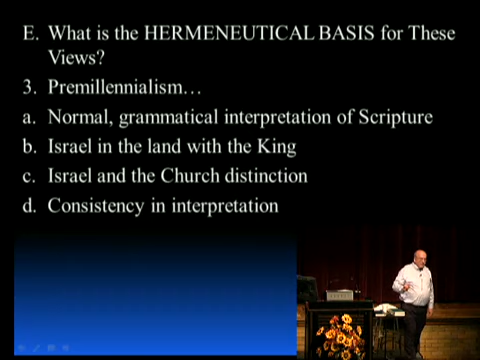 E. What is the HERMENEUTICAL BASIS for These
Views?
3. Premillennialism…
a. Normal, grammatical interpretation of Scripture
b. Israel in the land with the King
c. Israel and the Church distinction
d. Consistency in interpretation